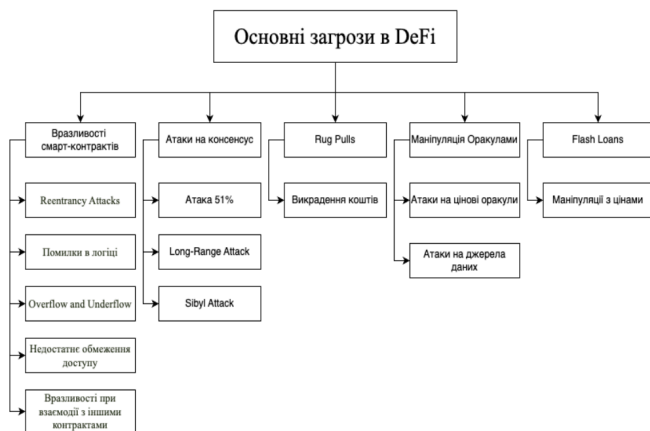 Основні загрози в DeFi
Вразливості
смарт-контрактів
Атаки на консенсус
Rug Pulls
Маніпуляція Оракулами
Flash Loans
Reentrancy Attacks
Атака 51%
Викрадення коштів
Атаки на цінові оракули
Маніпуляції з цінами
Помилки в логіці
Long-Range Attack
Атаки на джерела
даних
Overflow and Underflow
Sibyl Attack
Недостатнє обмеження
доступу
Вразливості при
взаємодії з іншими
контрактами